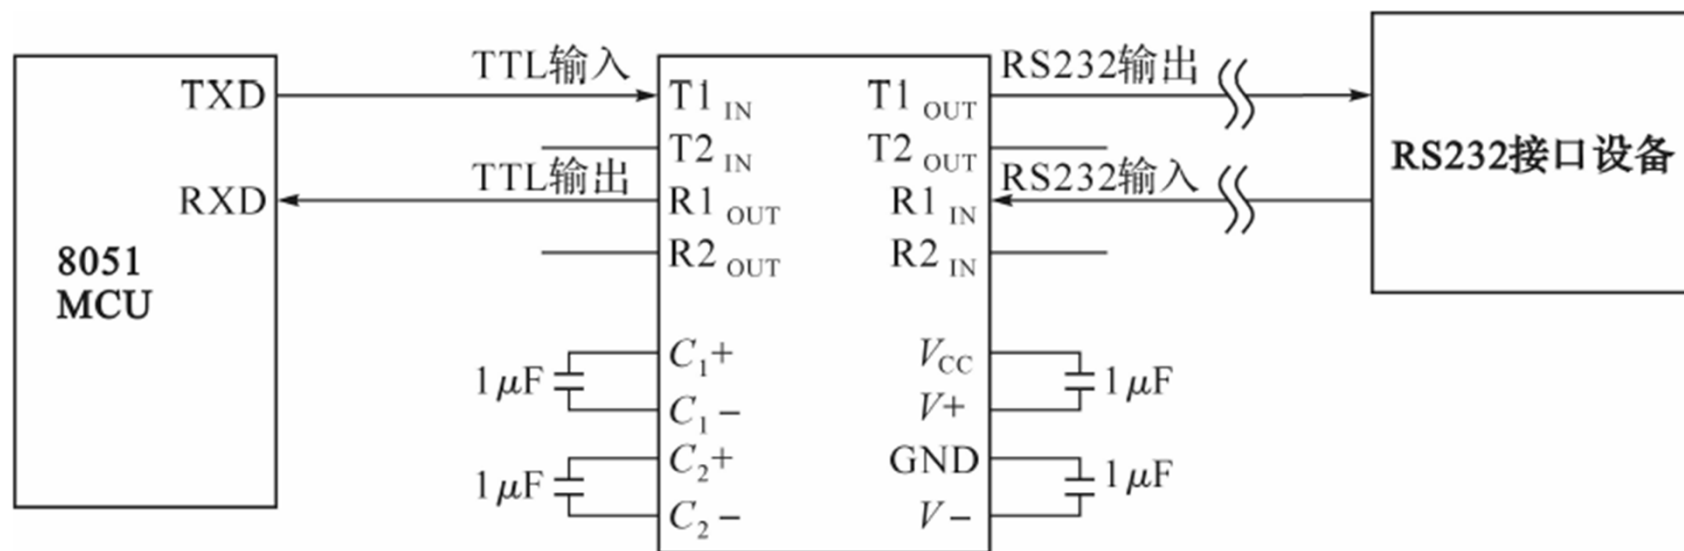 TXD
TTL输入
T1 IN
T1 OUT
RS232输出
T2 IN
T2 OUT
RS232接口设备
RXD
TTL输出
R1 OUT
R1 IN
RS232输入
R2 OUT
R2 IN
8051
MCU
1μF
C1+
C1−
VCC
V+
1μF
1μF
C2+
C2−
GND
V−
1μF